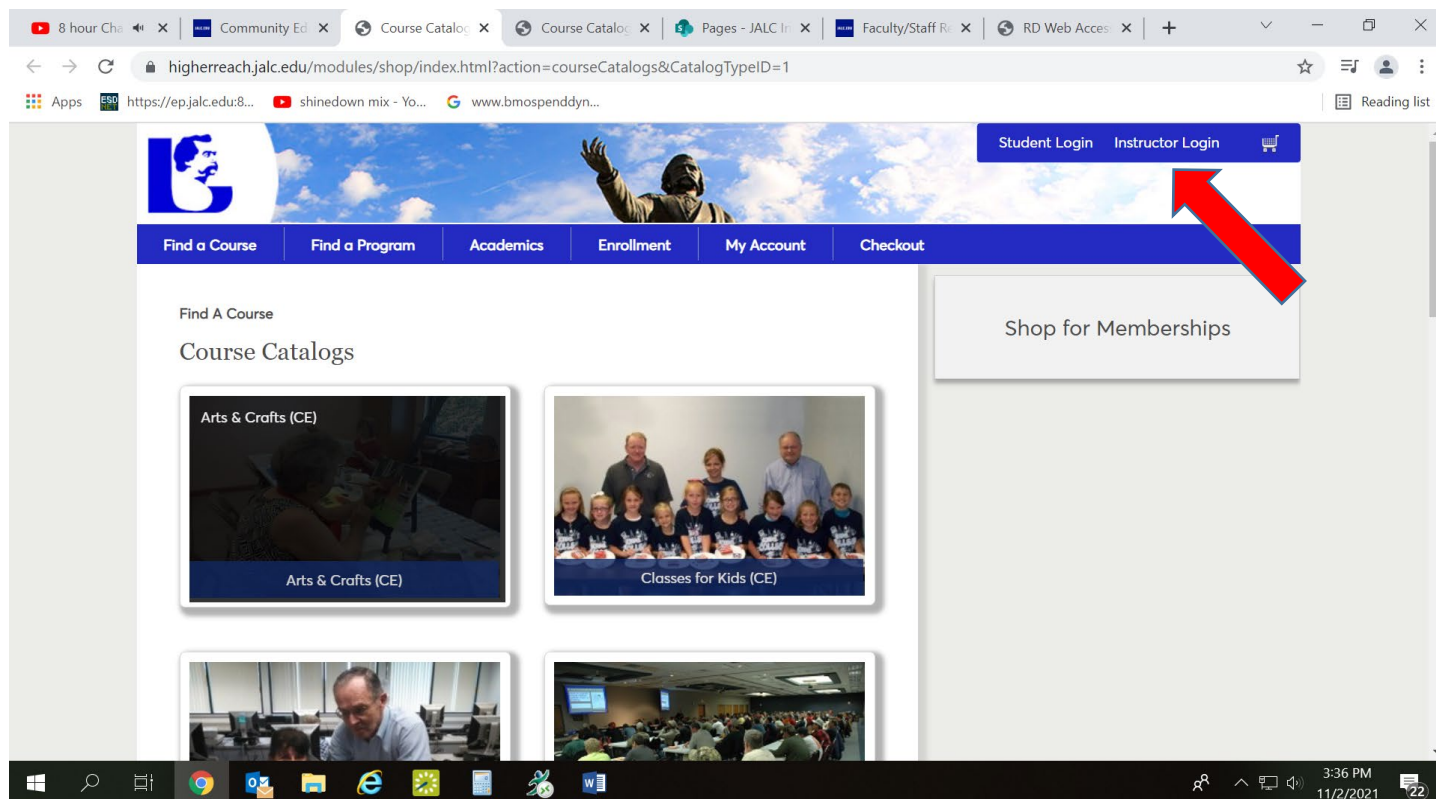 8 hour Cha
Community Ed
Course Catalog
Course Catalog
Pages - JALC In
Faculty/Staff Re
RD Web Access
higherreach.jalc.edu/modules/shop/index.html?action=courseCatalogs&CatalogTypeID=1
Apps
https://ep.jalc.edu:8...
shinedown mix - Yo...
www.bmospenddyn...
Reading list
Student Login Instructor Login
Find a Course Find a Program Academics Enrollment My Account Checkout
Find A Course
Course Catalogs
Shop for Memberships
Arts & Crafts (CE)
Arts & Crafts (CE)
Classes for Kids (CE)
3:36 PM
11/2/2021
22